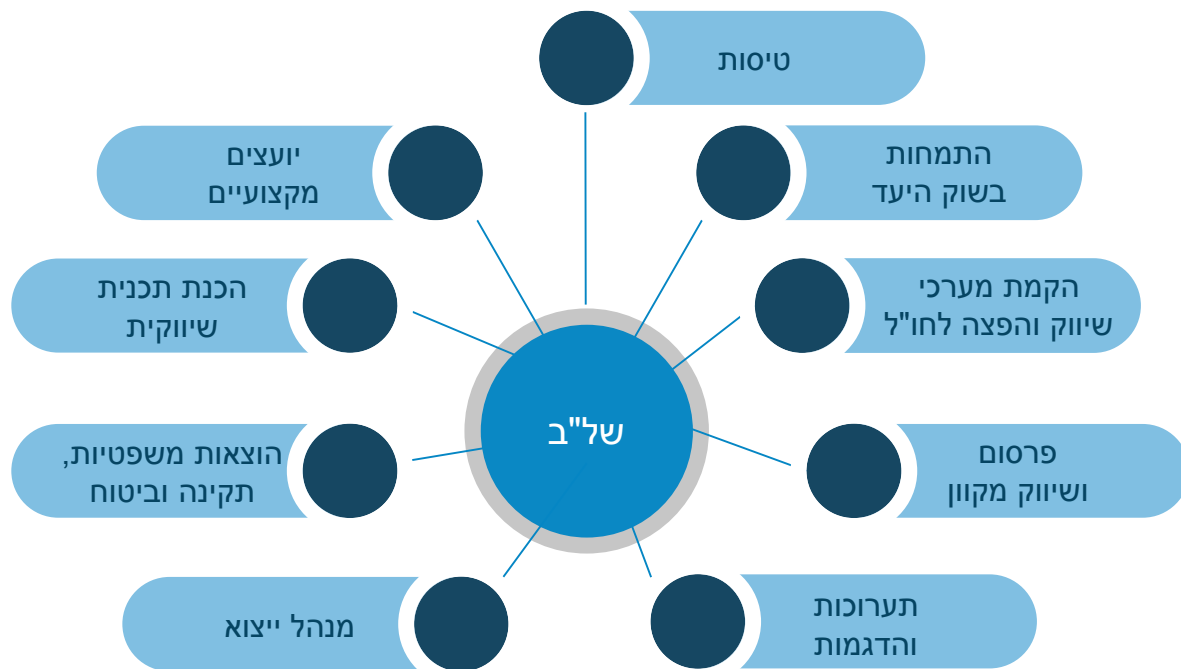 טיסות
התמחות
בשוק היעד
הקמת מערכי
שיווק והפצה לחו"ל
פרסום
ושיווק מקוון
תערוכות
והדגמות
מנהל ייצוא
הוצאות משפטיות,
תקינה וביטוח
הכנת תכנית
שיווקית
יועצים
מקצועיים
של"ב